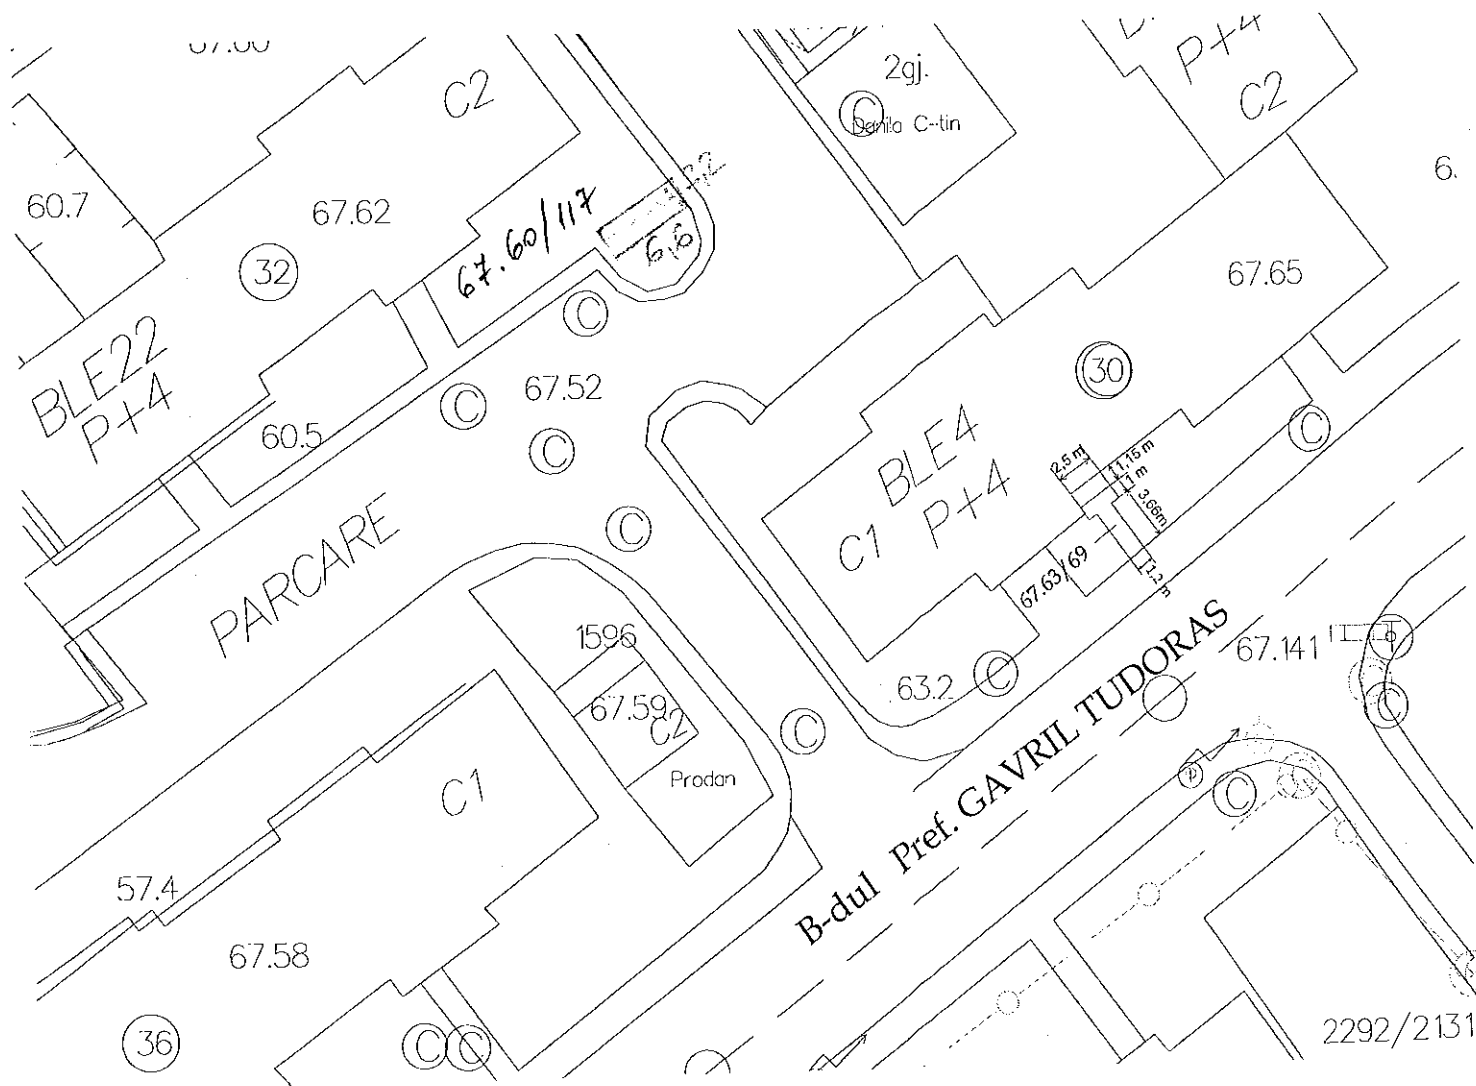 P+4
C2
2gj.
C
Danila C-tin
C2
60.7
67.62
67.60/117
6,6
32
67.65
BLE22
P+4
C
67.52
C
60.5
C
30
C
BLE4
P+4
C1
2,5 m
11,15 m
1 m
3,66m
1,2 m
67.63/69
PARCARE
C
1596
67.59
C2
Prodan
63.2
C
C
67.141
C
C
B-dul Pref. GAVRIL TUDORAS
C1
57.4
67.58
C
36
C
C
2292/2131